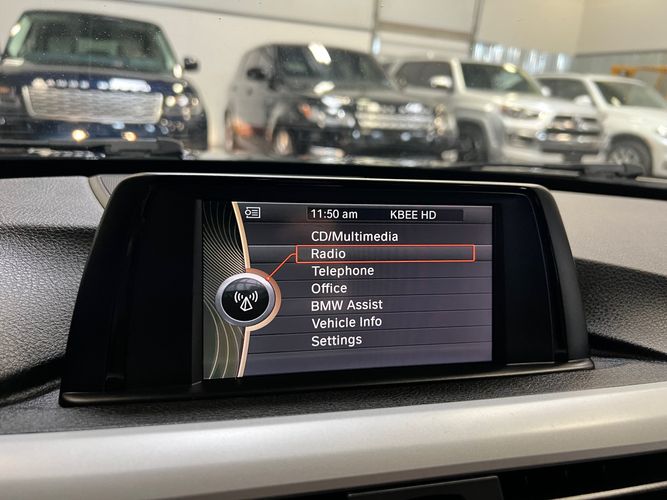 11:50 am KBEE HD
CD/Multimedia
Radio
Telephone
Office
BMW Assist
Vehicle Info
Settings